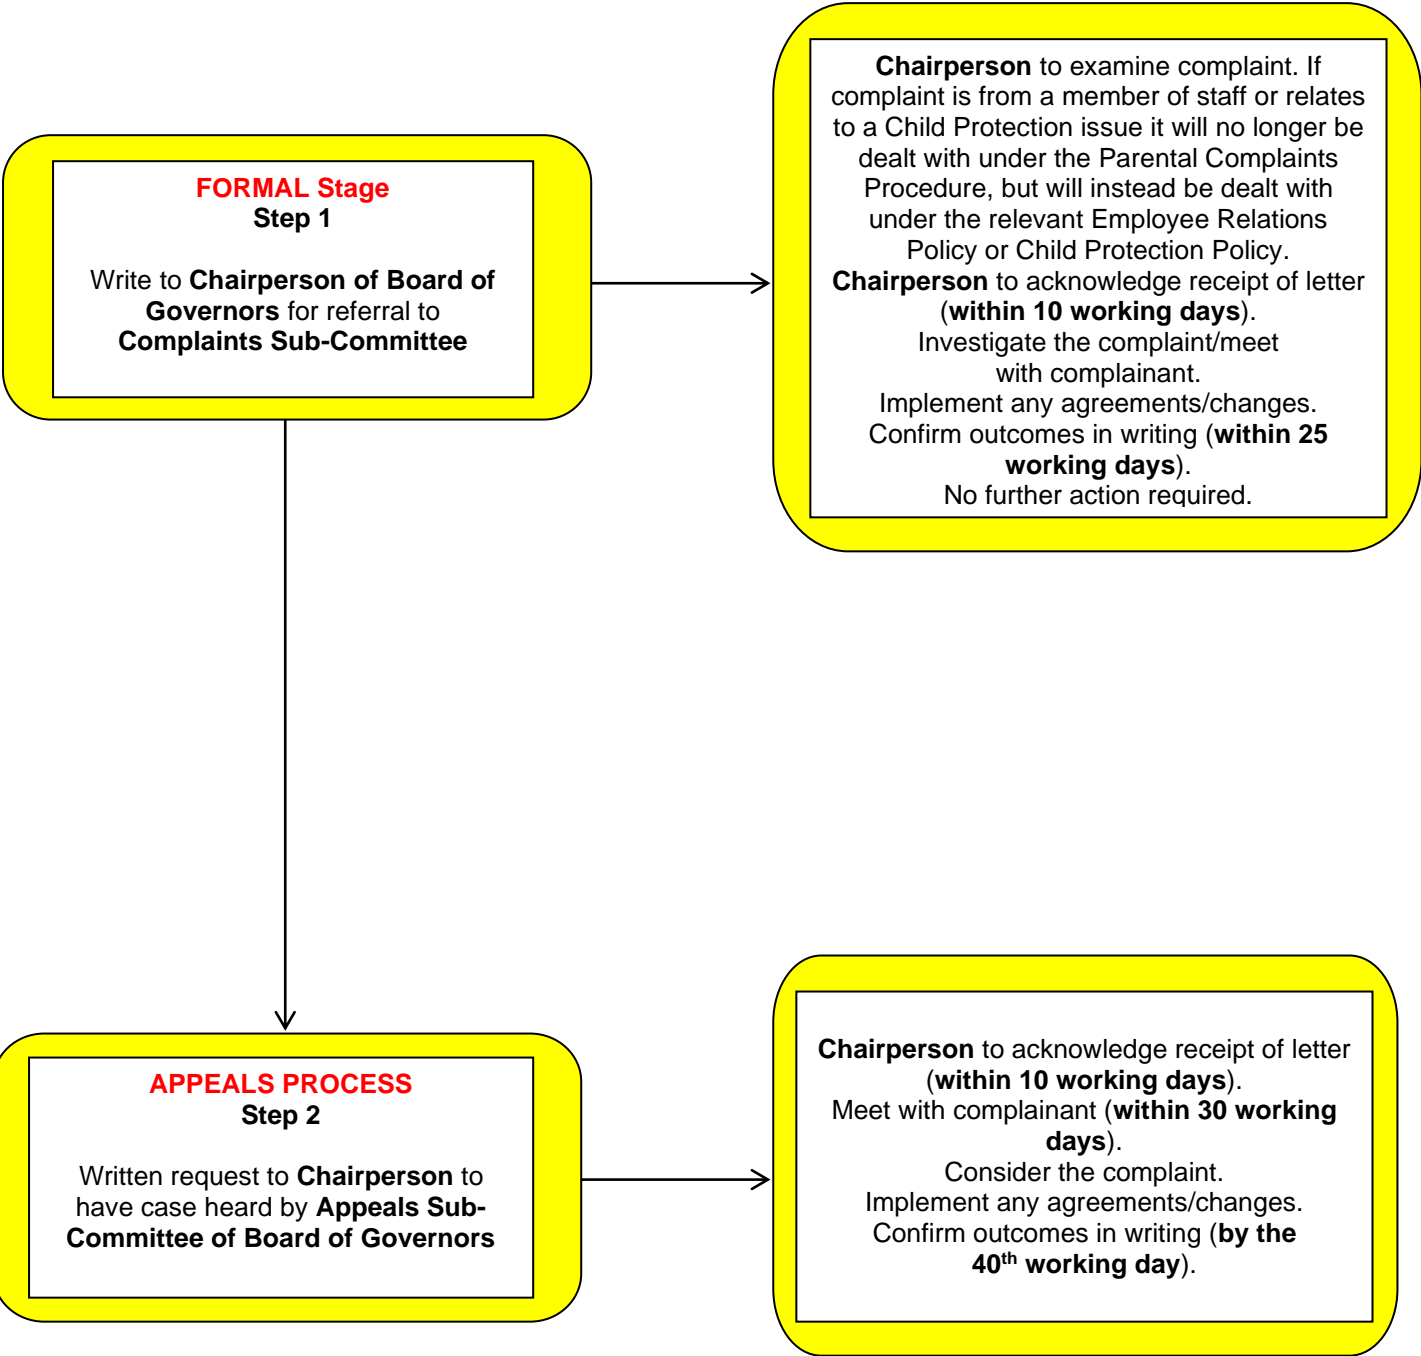 FORMAL Stage
Step 1
Write to Chairperson of Board of
Governors for referral to
Complaints Sub-Committee
Chairperson to examine complaint. If
complaint is from a member of staff or relates
to a Child Protection issue it will no longer be
dealt with under the Parental Complaints
Procedure, but will instead be dealt with
under the relevant Employee Relations
Policy or Child Protection Policy.
Chairperson to acknowledge receipt of letter
(within 10 working days).
Investigate the complaint/meet
with complainant.
Implement any agreements/changes.
Confirm outcomes in writing (within 25
working days).
No further action required.
APPEALS PROCESS
Step 2
Written request to Chairperson to
have case heard by Appeals Sub-
Committee of Board of Governors
Chairperson to acknowledge receipt of letter
(within 10 working days).
Meet with complainant (within 30 working
days).
Consider the complaint.
Implement any agreements/changes.
Confirm outcomes in writing (by the
40th working day).